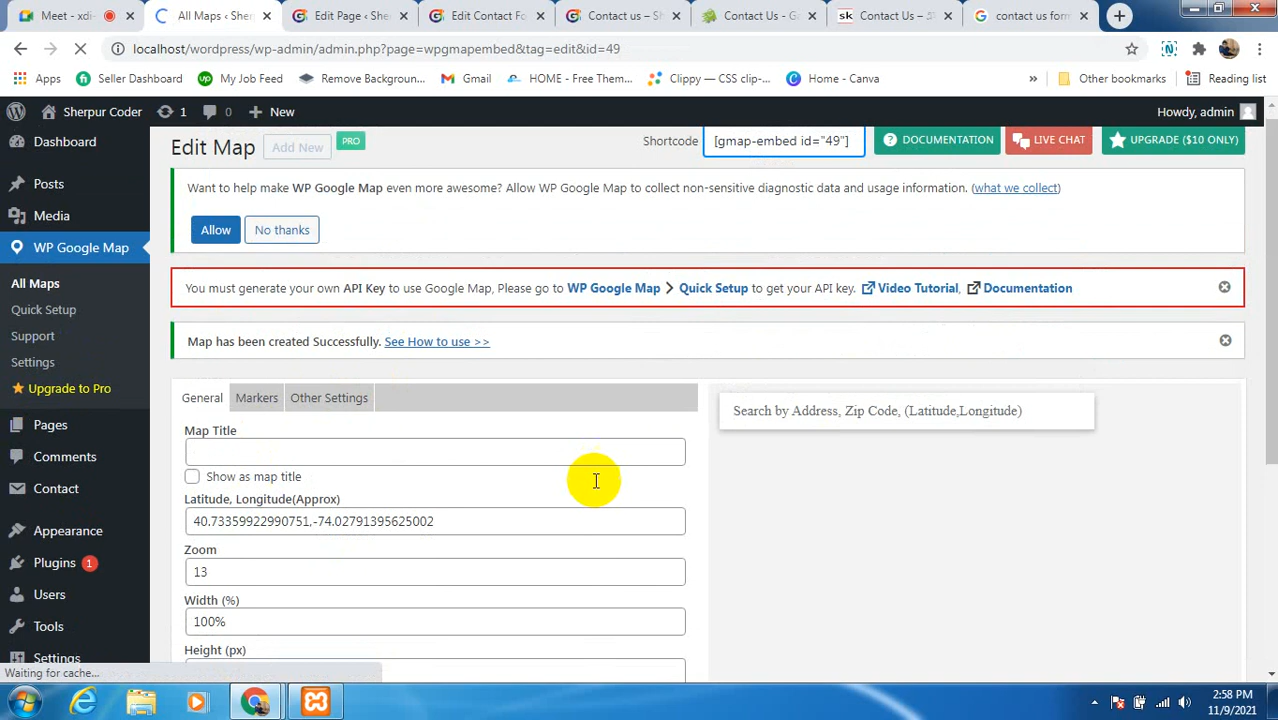 Meet – xdi
All Maps ‹ Sherp
Edit Page ‹ She
Edit Contact Fo
Contact us – Sh
Contact Us - G
Contact Us –
contact us form
localhost/wordpress/wp-admin/admin.php?page=wpgmapembed&tag=edit&id=49
Apps
Seller Dashboard
My Job Feed
Remove Backgroun...
Gmail
HOME - Free Them...
Clippy — CSS clip-...
Home - Canva
»
Other bookmarks
Reading list
Sherpur Coder
1
0
New
Howdy, admin
Dashboard
Posts
Media
WP Google Map
All Maps
Quick Setup
Support
Settings
Upgrade to Pro
Pages
Comments
Contact
Appearance
Plugins 1
Users
Tools
Settings
Edit Map
Add New
PRO
Shortcode
[gmap-embed id="49"]
DOCUMENTATION
LIVE CHAT
UPGRADE ($10 ONLY)
Want to help make WP Google Map even more awesome? Allow WP Google Map to collect non-sensitive diagnostic data and usage information. (what we collect)
Allow
No thanks
You must generate your own API Key to use Google Map, Please go to WP Google Map > Quick Setup to get your API key. Video Tutorial, Documentation
Map has been created Successfully. See How to use >>
General
Markers
Other Settings
Map Title
Show as map title
Latitude, Longitude(Approx)
40.73359922990751,-74.02791395625002
Zoom
13
Width (%)
100%
Height (px)
Search by Address, Zip Code, (Latitude,Longitude)
Waiting for cache...
2:58 PM
11/9/2021